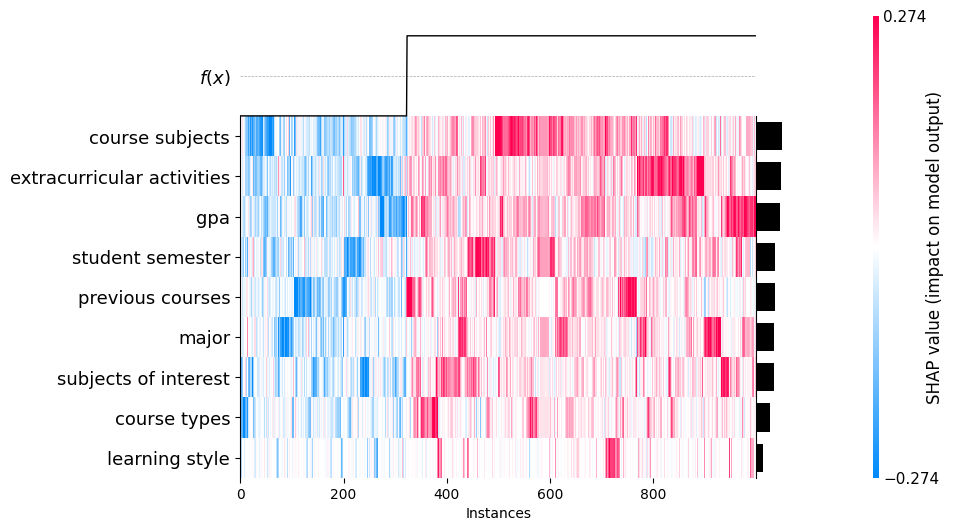 0.274
f(x)
course subjects
extracurricular activities
gpa
student semester
previous courses
major
subjects of interest
course types
learning style
SHAP value (impact on model output)
−0.274
0 200 400 600 800
Instances